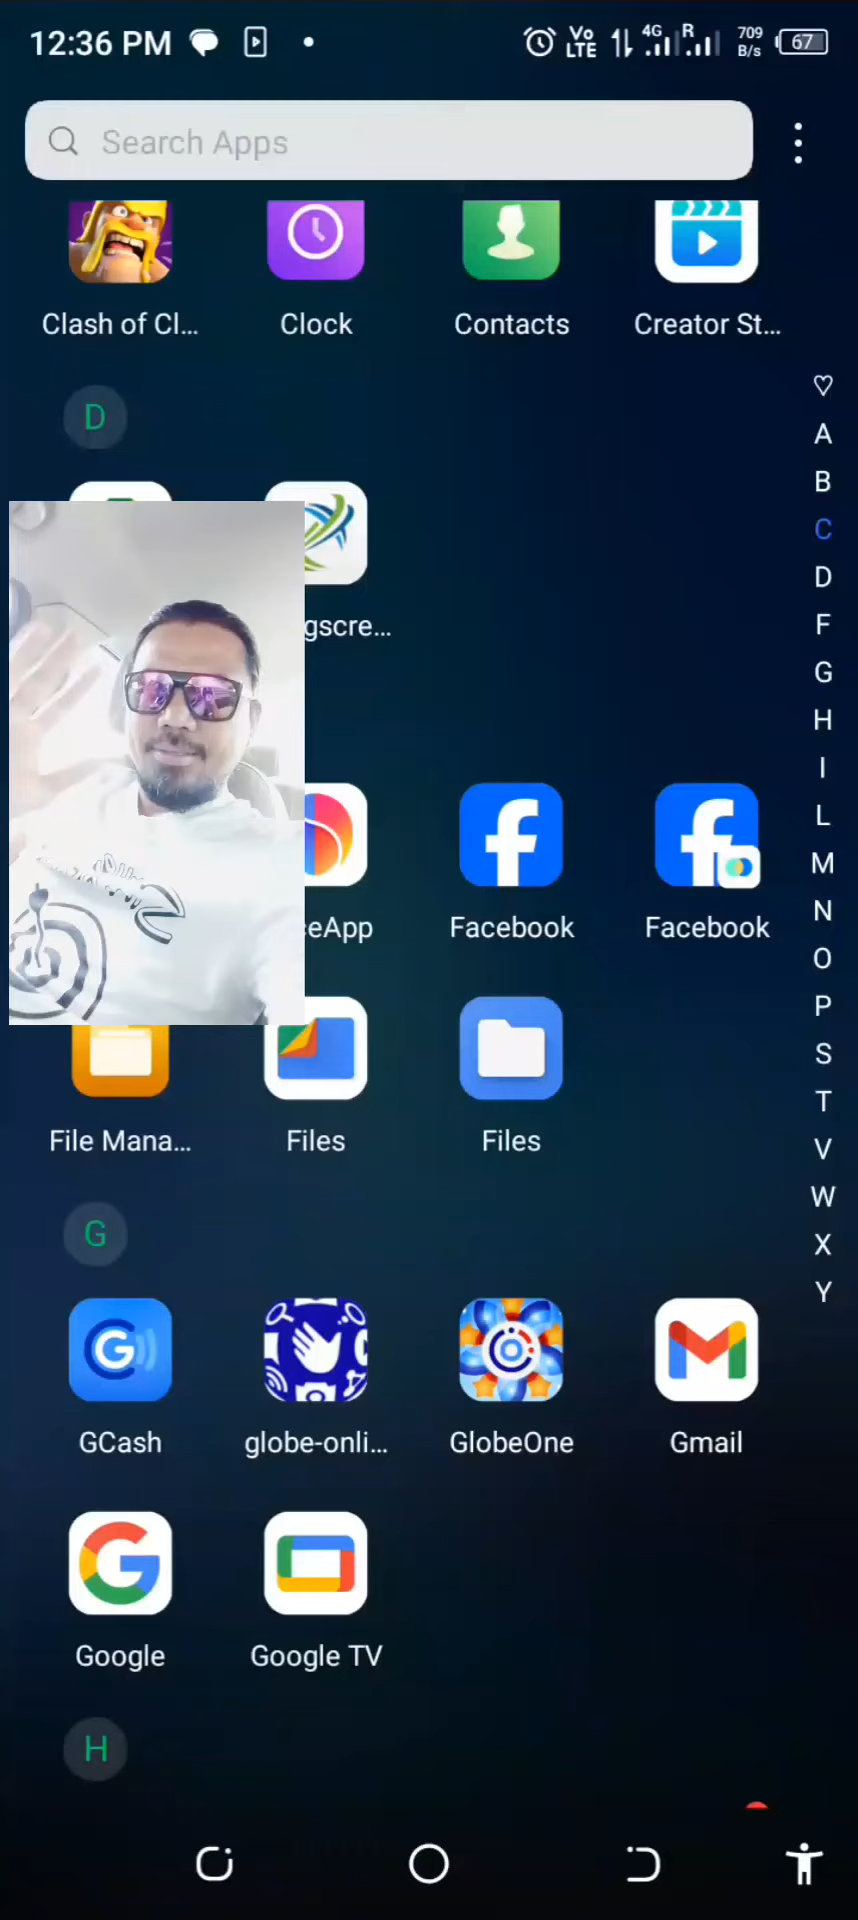 12:36 PM
Vo LTE 4G R 709 B/s 67
Search Apps
Clash of Cl... Clock Contacts Creator St...
♡
A
B
C
D
F
G
H
I
L
M
N
O
P
S
T
V
W
X
Y
D
gscre...
ceApp Facebook Facebook
File Mana... Files Files
G
GCash globe-onli... GlobeOne Gmail
Google Google TV
H